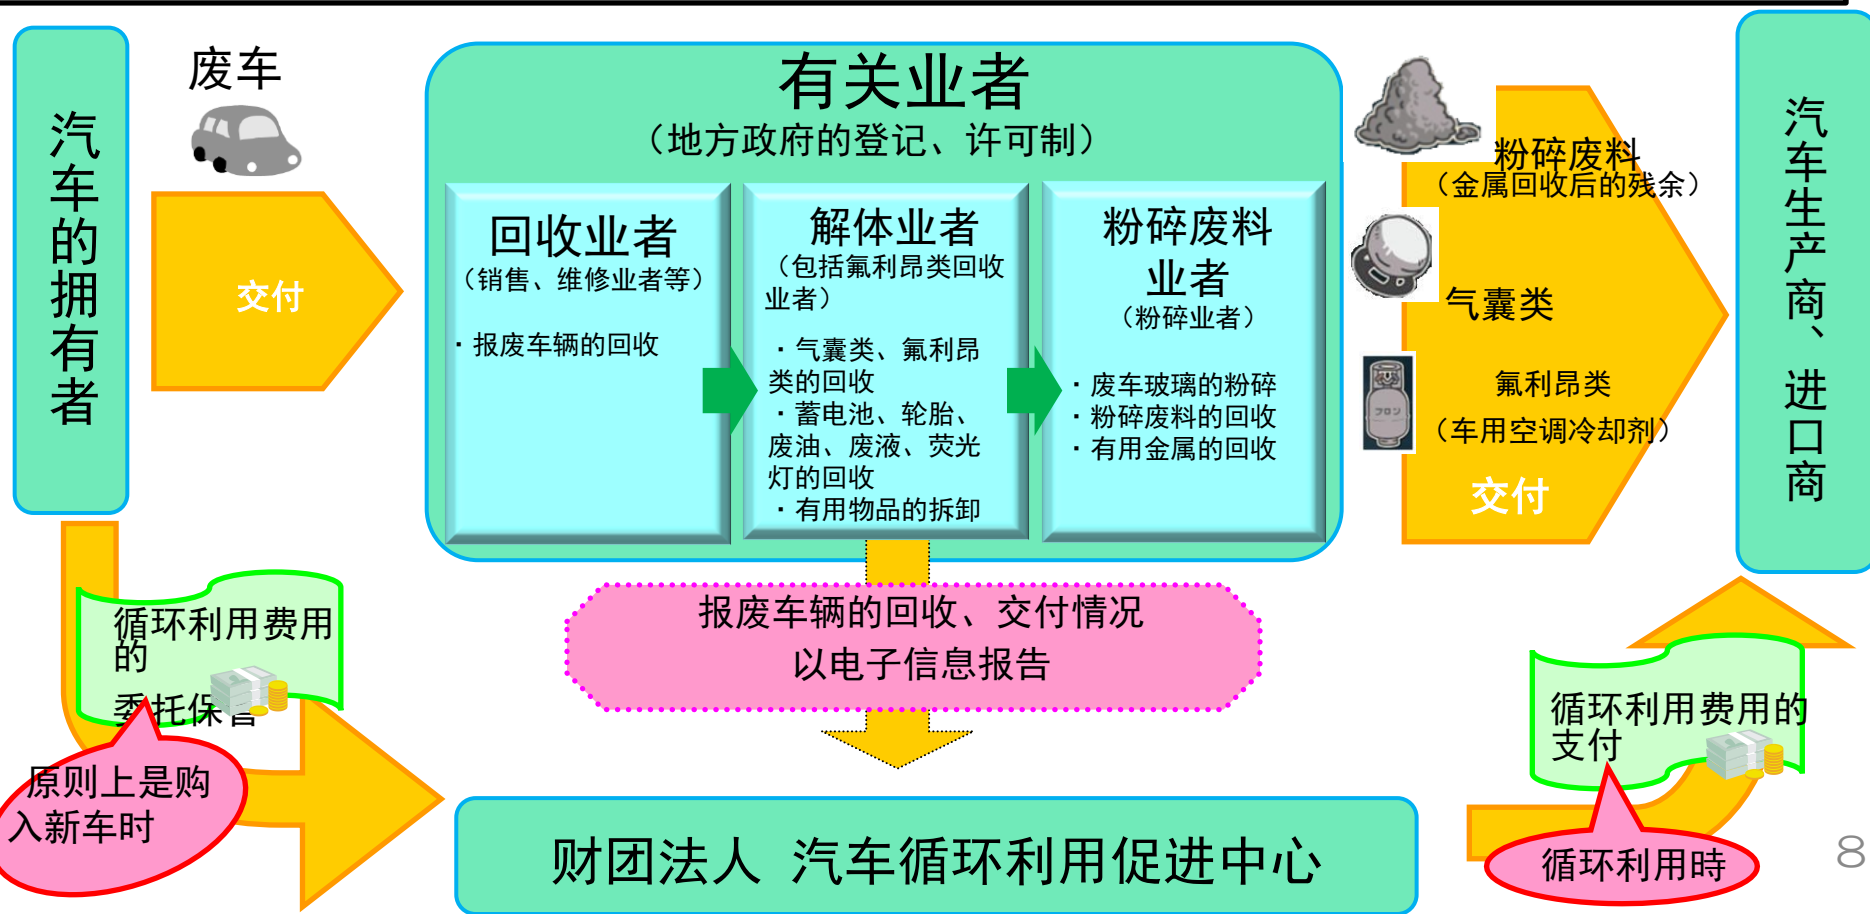 汽车的拥有者
废车
交付
有关业者
（地方政府的登记、许可制）
回收业者
（销售、维修业者等）
・报废车辆的回收
解体业者
（包括氟利昂类回收
业者）
・气囊类、氟利昂
类的回收
・蓄电池、轮胎、
废油、废液、荧光
灯的回收
・有用物品的拆卸
粉碎废料
业者
（粉碎业者）
・废车玻璃的粉碎
・粉碎废料的回收
・有用金属的回收
粉碎废料
（金属回收后的残余）
气囊类
フロン
氟利昂类
（车用空调冷却剂）
交付
汽车生产商、进口商
循环利用费用
的
委托保管
原则上是购
入新车时
报废车辆的回收、交付情况
以电子信息报告
循环利用费用的
支付
循环利用時
财团法人 汽车循环利用促进中心
8